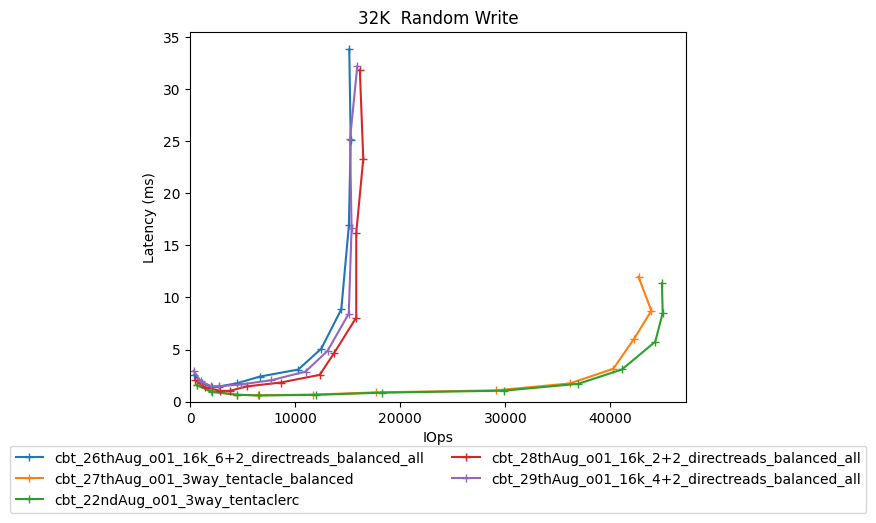 32K  Random Write
Latency (ms)
35
30
25
20
15
10
5
0
0 10000 20000 30000 40000
IOps
cbt_26thAug_o01_16k_6+2_directreads_balanced_all
cbt_27thAug_o01_3way_tentacle_balanced
cbt_22ndAug_o01_3way_tentaclerc
cbt_28thAug_o01_16k_2+2_directreads_balanced_all
cbt_29thAug_o01_16k_4+2_directreads_balanced_all